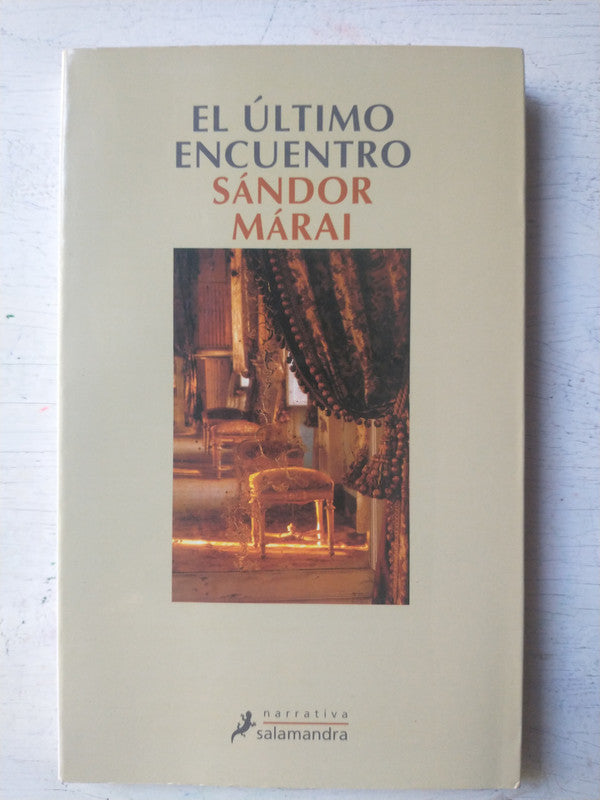 EL ÚLTIMO
ENCUENTRO
SÁNDOR
MÁRAI
narrativa
salamandra